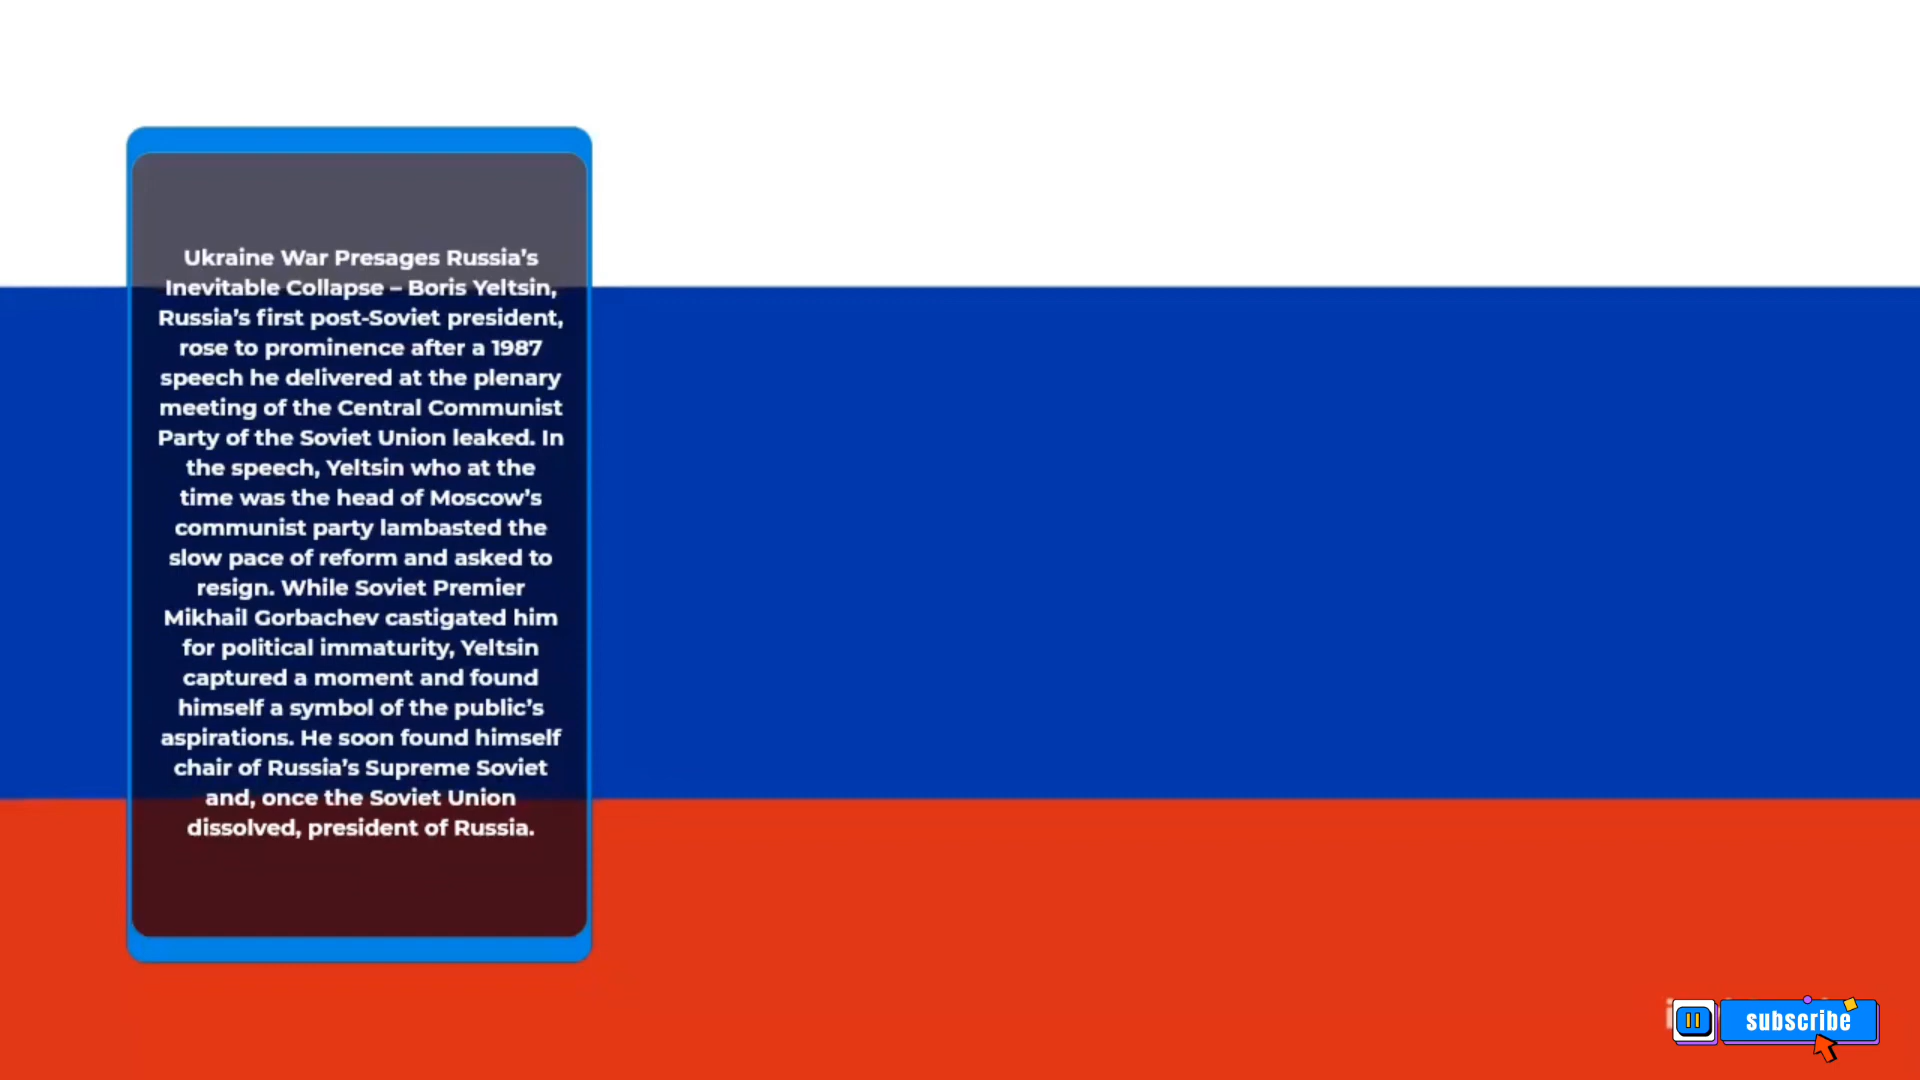 Ukraine War Presages Russia’s
Inevitable Collapse – Boris Yeltsin,
Russia’s first post-Soviet president,
rose to prominence after a 1987
speech he delivered at the plenary
meeting of the Central Communist
Party of the Soviet Union leaked. In
the speech, Yeltsin who at the
time was the head of Moscow’s
communist party lambasted the
slow pace of reform and asked to
resign. While Soviet Premier
Mikhail Gorbachev castigated him
for political immaturity, Yeltsin
captured a moment and found
himself a symbol of the public’s
aspirations. He soon found himself
chair of Russia’s Supreme Soviet
and, once the Soviet Union
dissolved, president of Russia.
subscribe